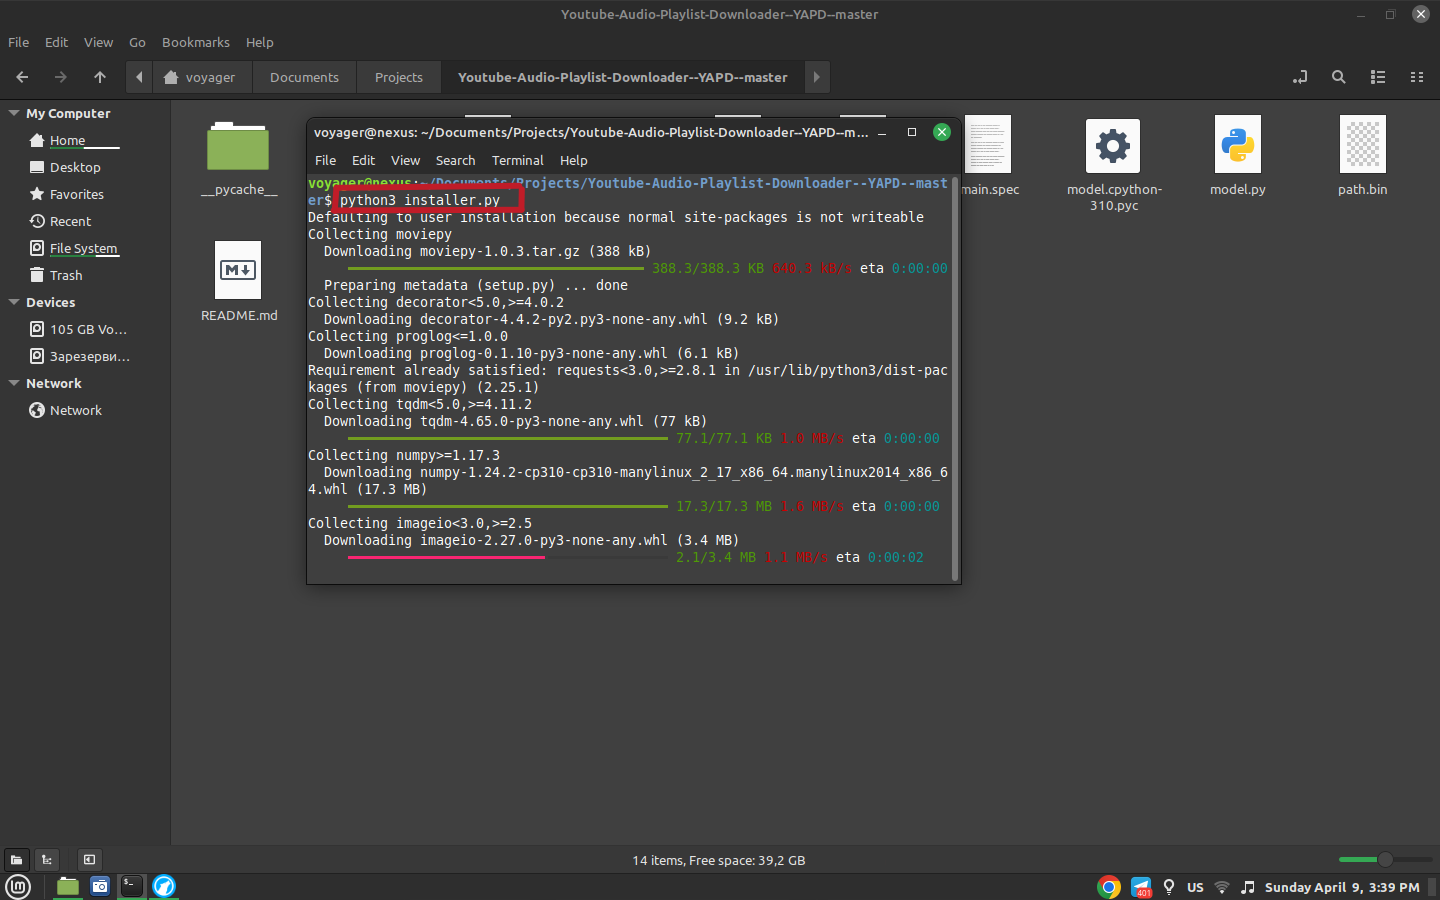 Youtube-Audio-Playlist-Downloader--YAPD--master
File Edit View Go Bookmarks Help
voyager Documents Projects Youtube-Audio-Playlist-Downloader--YAPD--master
My Computer
Home
Desktop
Favorites
Recent
File System
Trash
Devices
105 GB Vo...
Зарезерви...
Network
Network
__pycache__
README.md
main.spec
model.cpython-
310.pyc
model.py
path.bin
voyager@nexus: ~/Documents/Projects/Youtube-Audio-Playlist-Downloader--YAPD--m...
File Edit View Search Terminal Help
voyager@nexus:~/Documents/Projects/Youtube-Audio-Playlist-Downloader--YAPD--mast
er$ python3 installer.py
Defaulting to user installation because normal site-packages is not writeable
Collecting moviepy
Downloading moviepy-1.0.3.tar.gz (388 kB)
388.3/388.3 KB 640.3 kB/s eta 0:00:00
Preparing metadata (setup.py) ... done
Collecting decorator<5.0,>=4.0.2
Downloading decorator-4.4.2-py2.py3-none-any.whl (9.2 kB)
Collecting proglog<=1.0.0
Downloading proglog-0.1.10-py3-none-any.whl (6.1 kB)
Requirement already satisfied: requests<3.0,>=2.8.1 in /usr/lib/python3/dist-pac
kages (from moviepy) (2.25.1)
Collecting tqdm<5.0,>=4.11.2
Downloading tqdm-4.65.0-py3-none-any.whl (77 kB)
77.1/77.1 KB 1.0 MB/s eta 0:00:00
Collecting numpy>=1.17.3
Downloading numpy-1.24.2-cp310-cp310-manylinux_2_17_x86_64.manylinux2014_x86_6
4.whl (17.3 MB)
17.3/17.3 MB 1.6 MB/s eta 0:00:00
Collecting imageio<3.0,>=2.5
Downloading imageio-2.27.0-py3-none-any.whl (3.4 MB)
2.1/3.4 MB 1.1 MB/s eta 0:00:02
14 items, Free space: 39,2 GB
401 US Sunday April 9, 3:39 PM